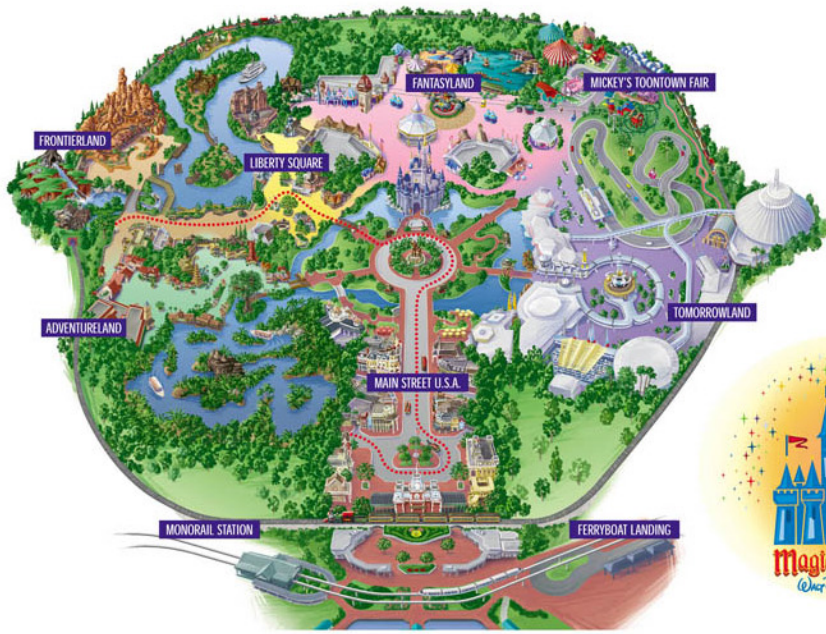 FANTASYLAND
MICKEY'S TOONTOWN FAIR
FRONTIERLAND
LIBERTY SQUARE
ADVENTURELAND
TOMORROWLAND
MAIN STREET U.S.A.
MONORAIL STATION
FERRYBOAT LANDING